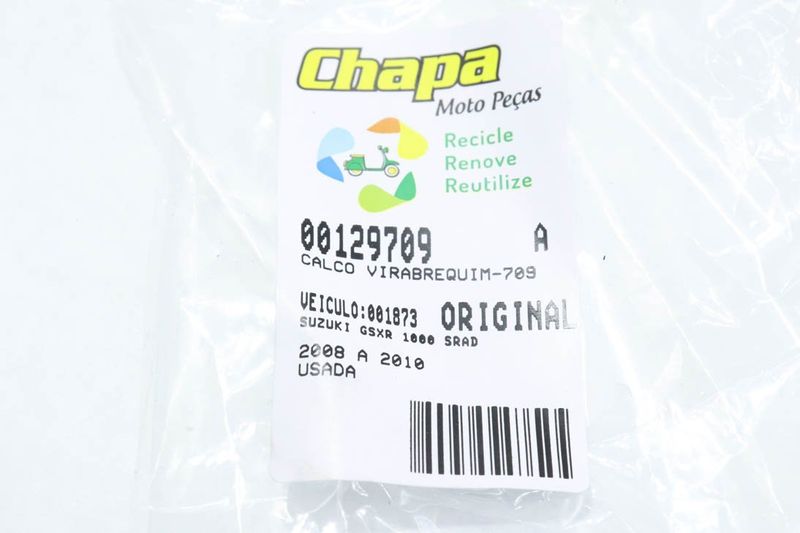 Chapa
Moto Peças
Recicle
Renove
Reutilize
00129709 A
CALCO VIRABREQUIM-709
VEICULO:001873 ORIGINAL
SUZUKI GSXR 1000 SRAD
2008 A 2010
USADA